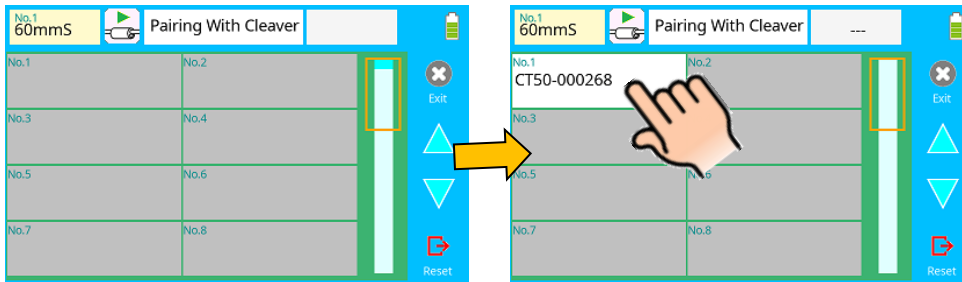 No.1
60mmS
Pairing With Cleaver
No.1
No.2
No.3
No.4
No.5
No.6
No.7
No.8
Exit
Reset
No.1
60mmS
Pairing With Cleaver
---
No.1
CT50-000268
No.2
No.3
No.5
No.6
No.7
No.8
Exit
Reset